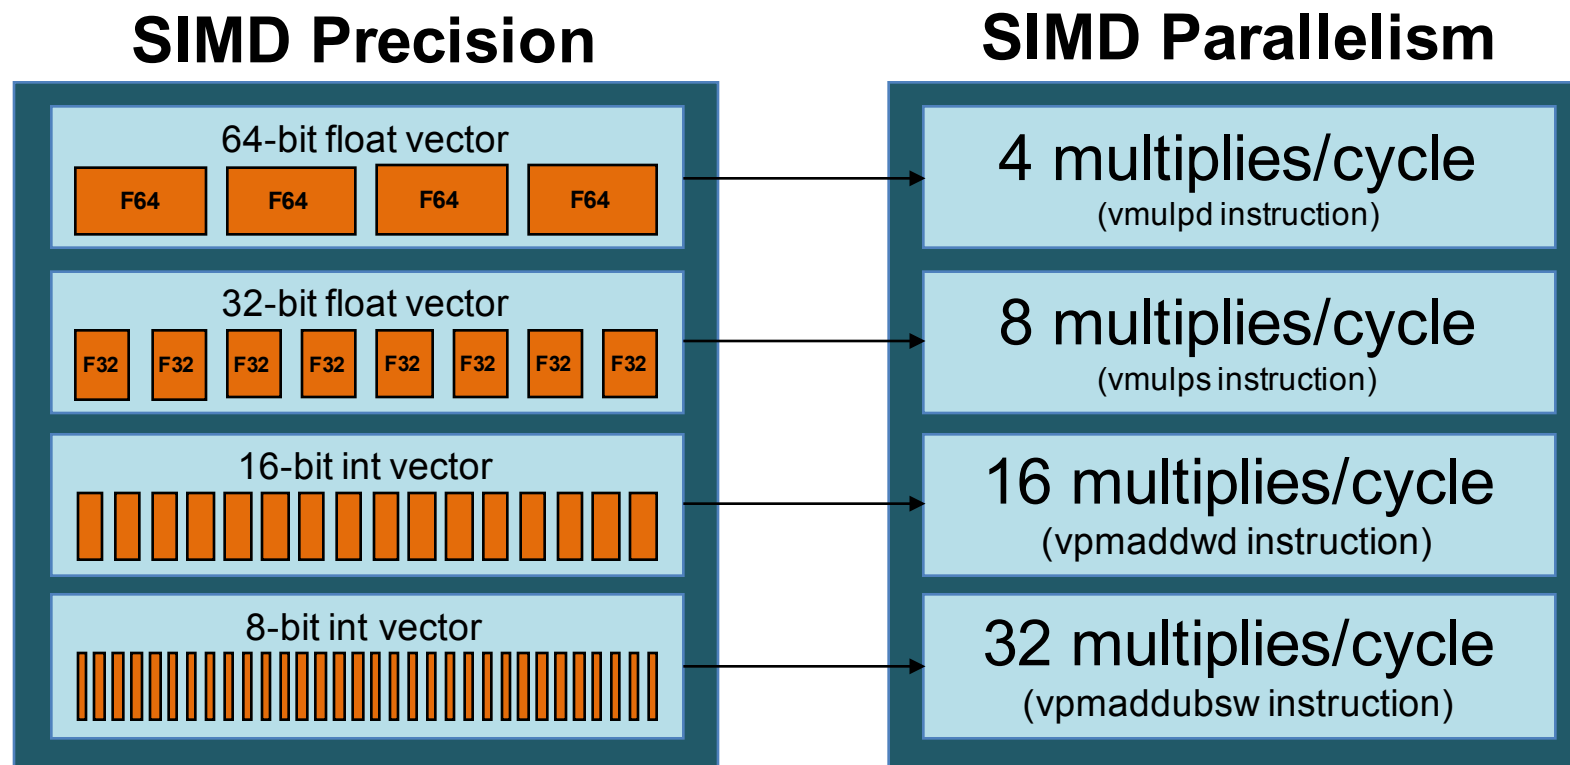 SIMD Precision
64-bit float vector
F64 F64 F64 F64
32-bit float vector
F32 F32 F32 F32 F32 F32 F32 F32
16-bit int vector
8-bit int vector
SIMD Parallelism
4 multiplies/cycle
(vmulpd instruction)
8 multiplies/cycle
(vmulps instruction)
16 multiplies/cycle
(vpmaddwd instruction)
32 multiplies/cycle
(vpmaddubsw instruction)